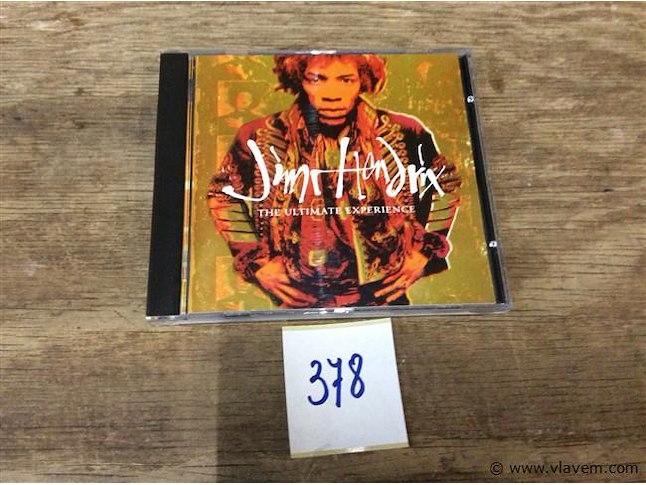 Jimi Hendrix
THE ULTIMATE EXPERIENCE
378
© www.vlavem.com